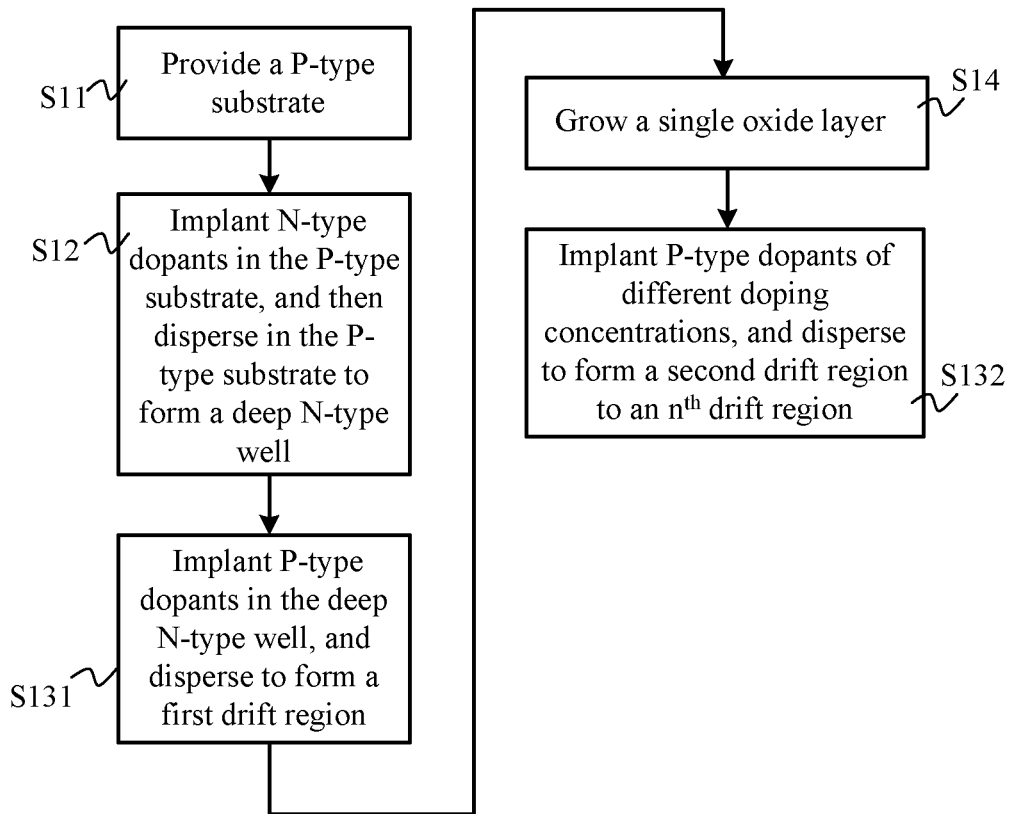 S11
Provide a P-type
substrate
S12
Implant N-type
dopants in the P-type
substrate, and then
disperse in the P-
type substrate to
form a deep N-type
well
S131
Implant P-type
dopants in the deep
N-type well, and
disperse to form a
first drift region
S14
Grow a single oxide layer
Implant P-type dopants of
different doping
concentrations, and disperse
to form a second drift region
to an nth drift region
S132